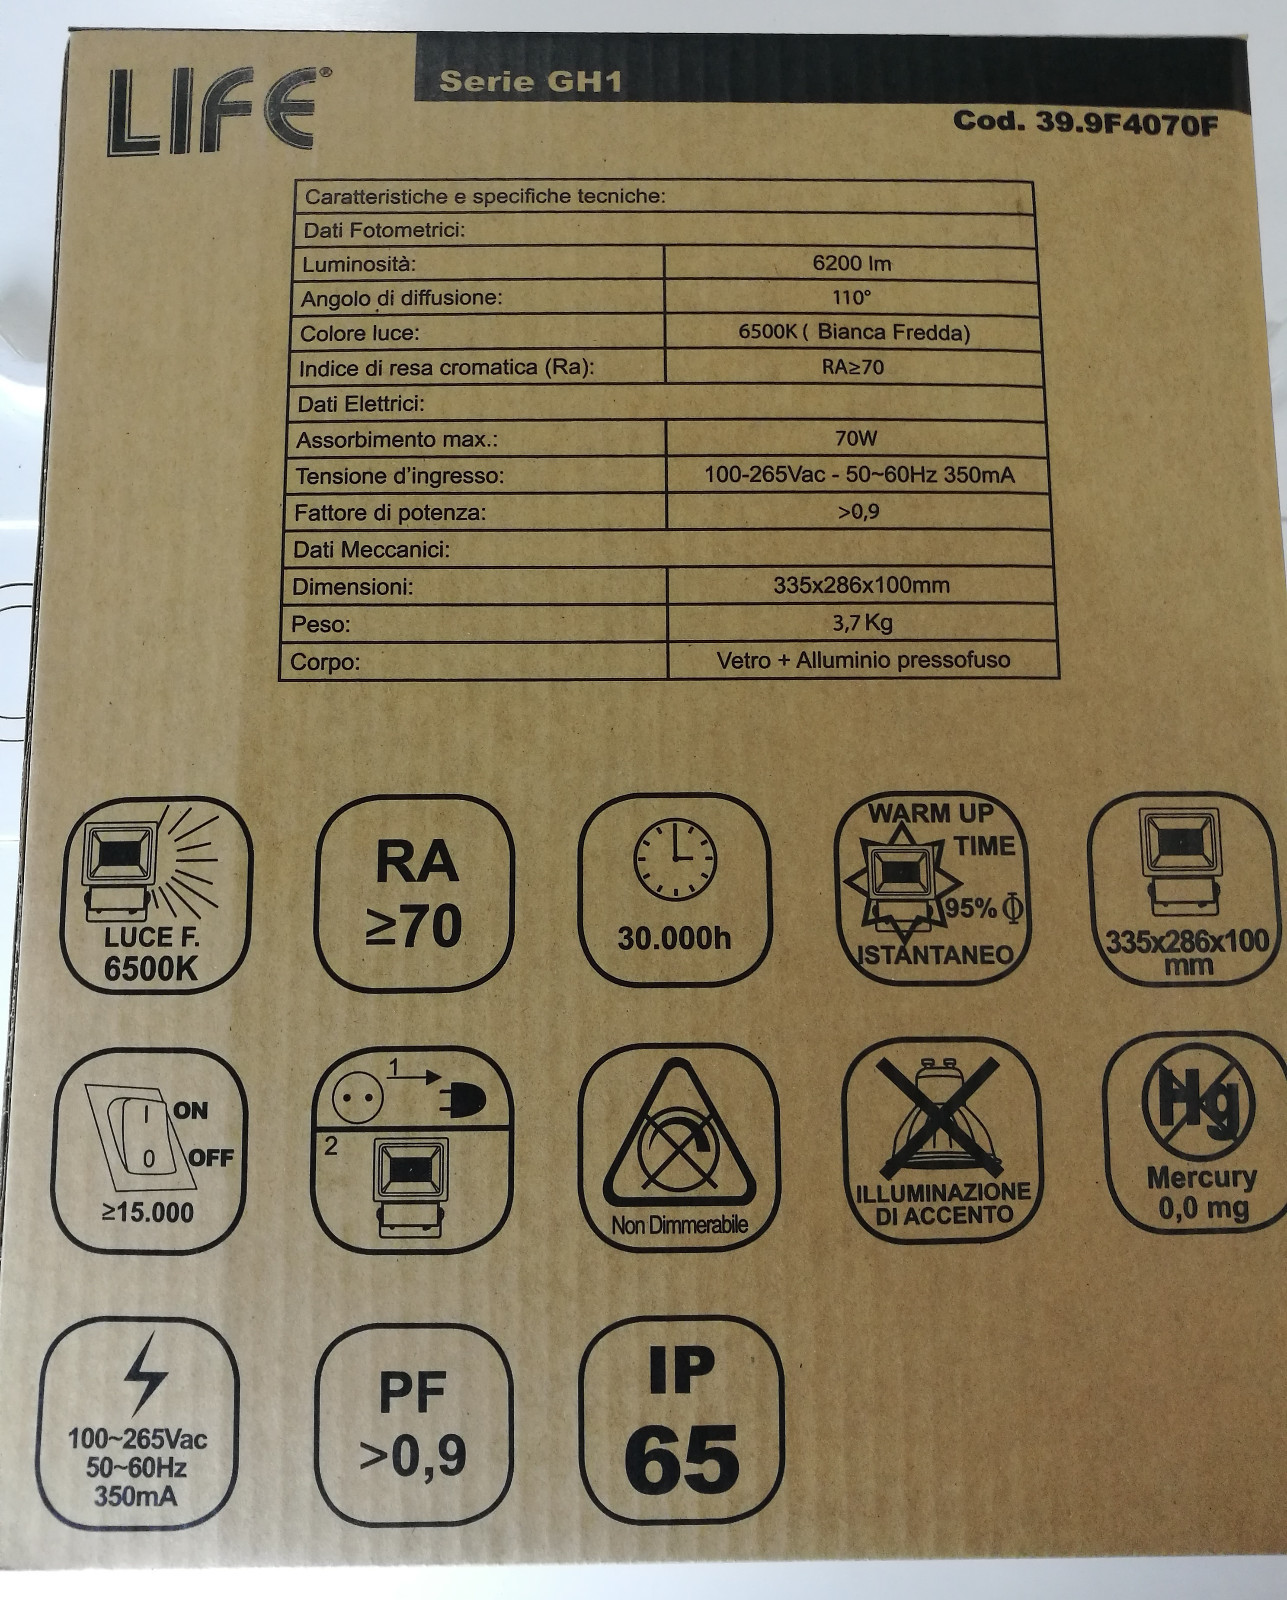 LIFE®
Serie GH1
Cod. 39.9F4070F
Caratteristiche e specifiche tecniche:
Dati Fotometrici:
Luminosità: 6200 lm
Angolo di diffusione: 110°
Colore luce: 6500K ( Bianca Fredda)
Indice di resa cromatica (Ra): RA≥70
Dati Elettrici:
Assorbimento max.: 70W
Tensione d'ingresso: 100-265Vac - 50~60Hz 350mA
Fattore di potenza: >0,9
Dati Meccanici:
Dimensioni: 335x286x100mm
Peso: 3,7 Kg
Corpo: Vetro + Alluminio pressofuso
LUCE F.
6500K
RA
≥70
30.000h
WARM UP
TIME
95% Φ
ISTANTANEO
335x286x100
mm
ON
OFF
I
0
≥15.000
1
2
Non Dimmerabile
ILLUMINAZIONE
DI ACCENTO
Hg
Mercury
0,0 mg
100~265Vac
50~60Hz
350mA
PF
>0,9
IP
65